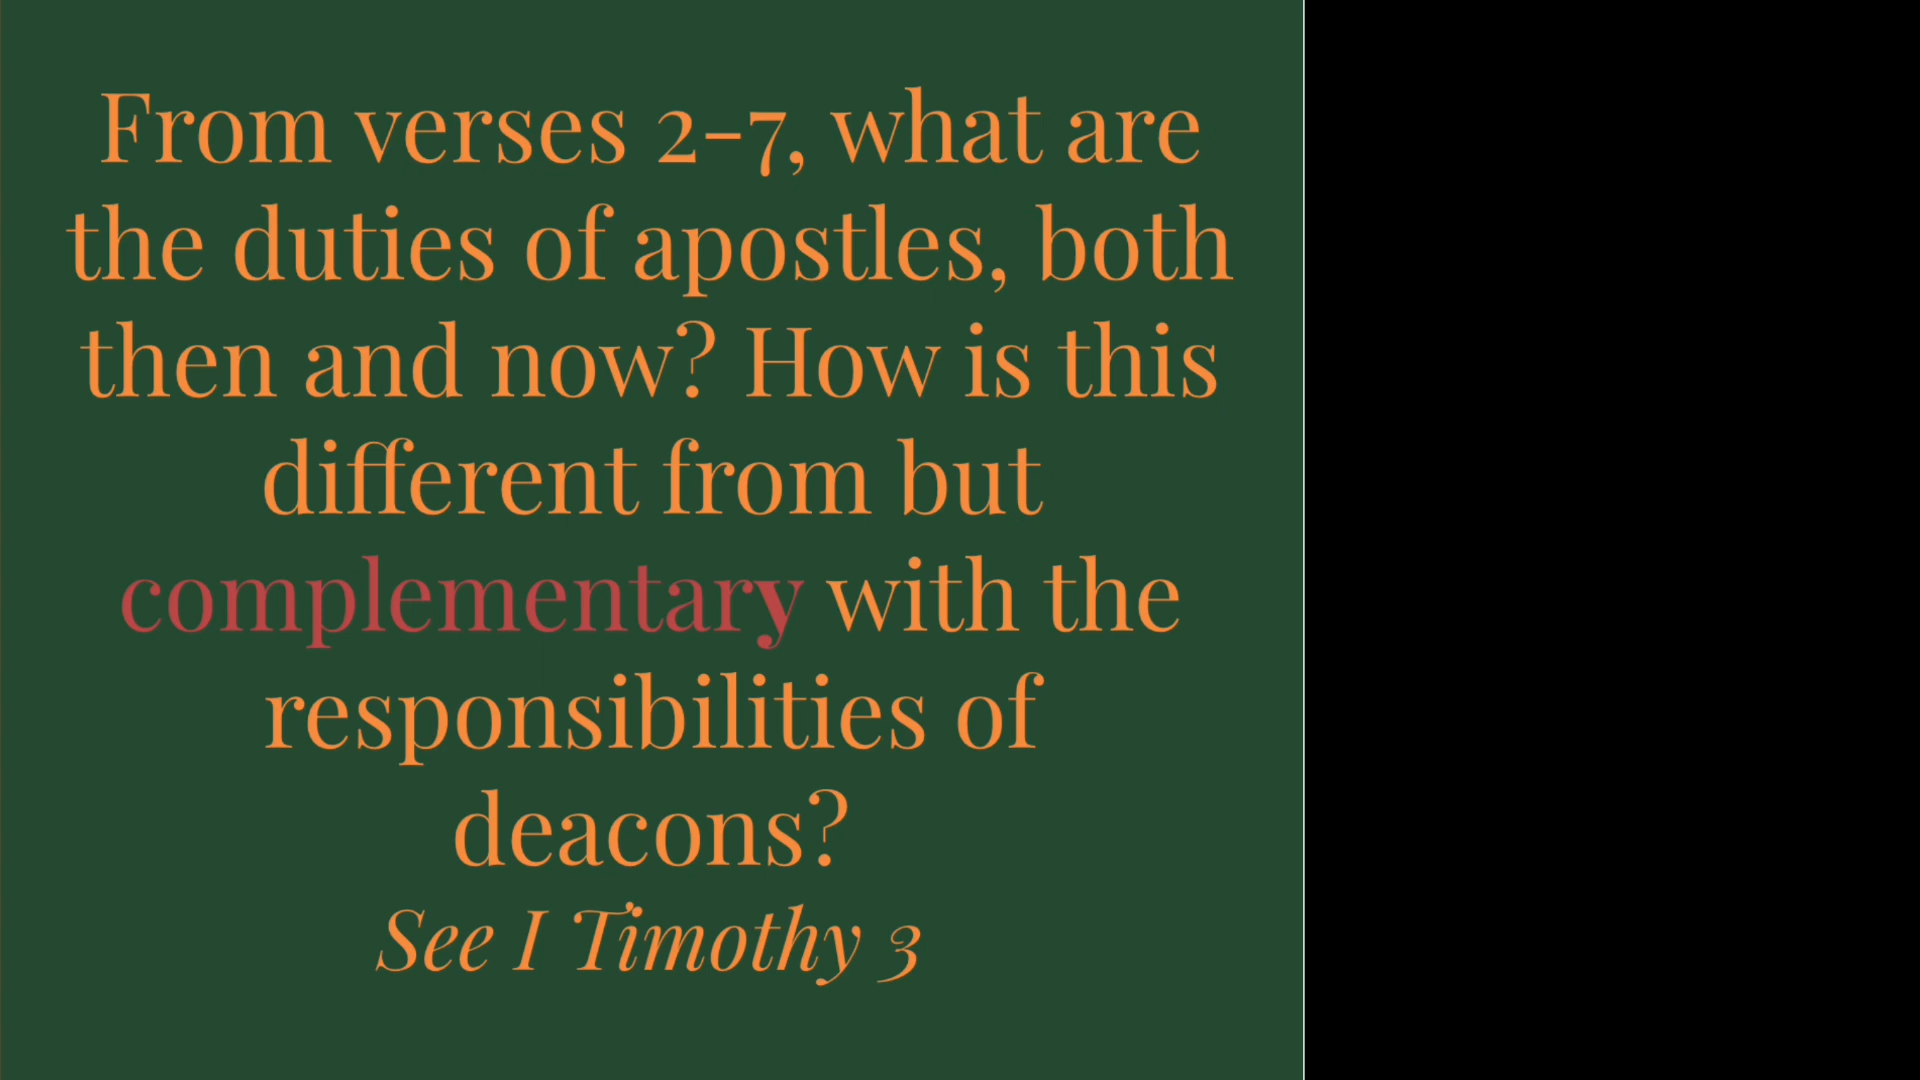 From verses 2-7, what are
the duties of apostles, both
then and now? How is this
different from but
complementary with the
responsibilities of
deacons?
See I Timothy 3